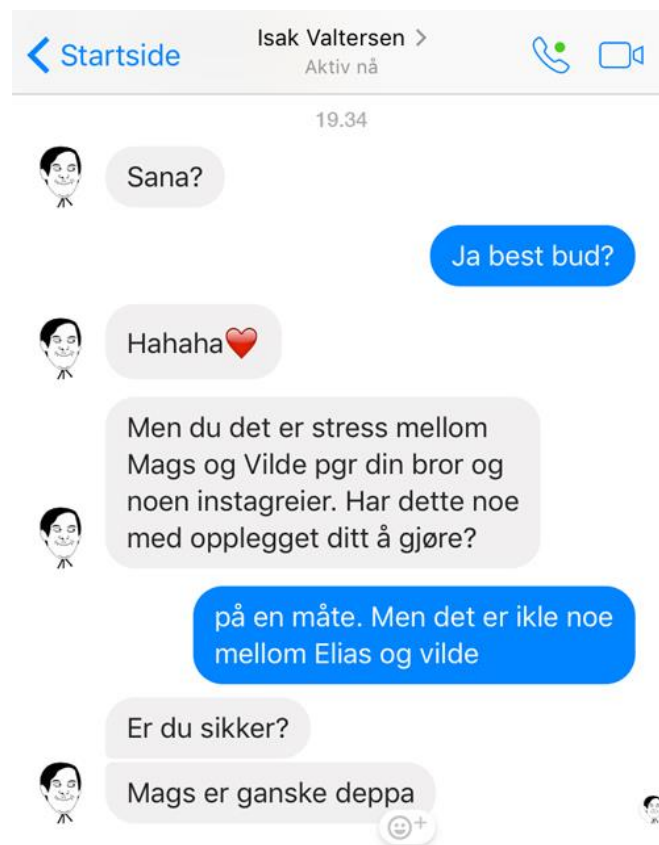 Startside
Isak Valtersen
Aktiv nå
19.34
Sana?
Ja best bud?
Hahaha❤️
Men du det er stress mellom
Mags og Vilde pgr din bror og
noen instagreier. Har dette noe
med opplegget ditt å gjøre?
på en måte. Men det er ikle noe
mellom Elias og vilde
Er du sikker?
Mags er ganske deppa